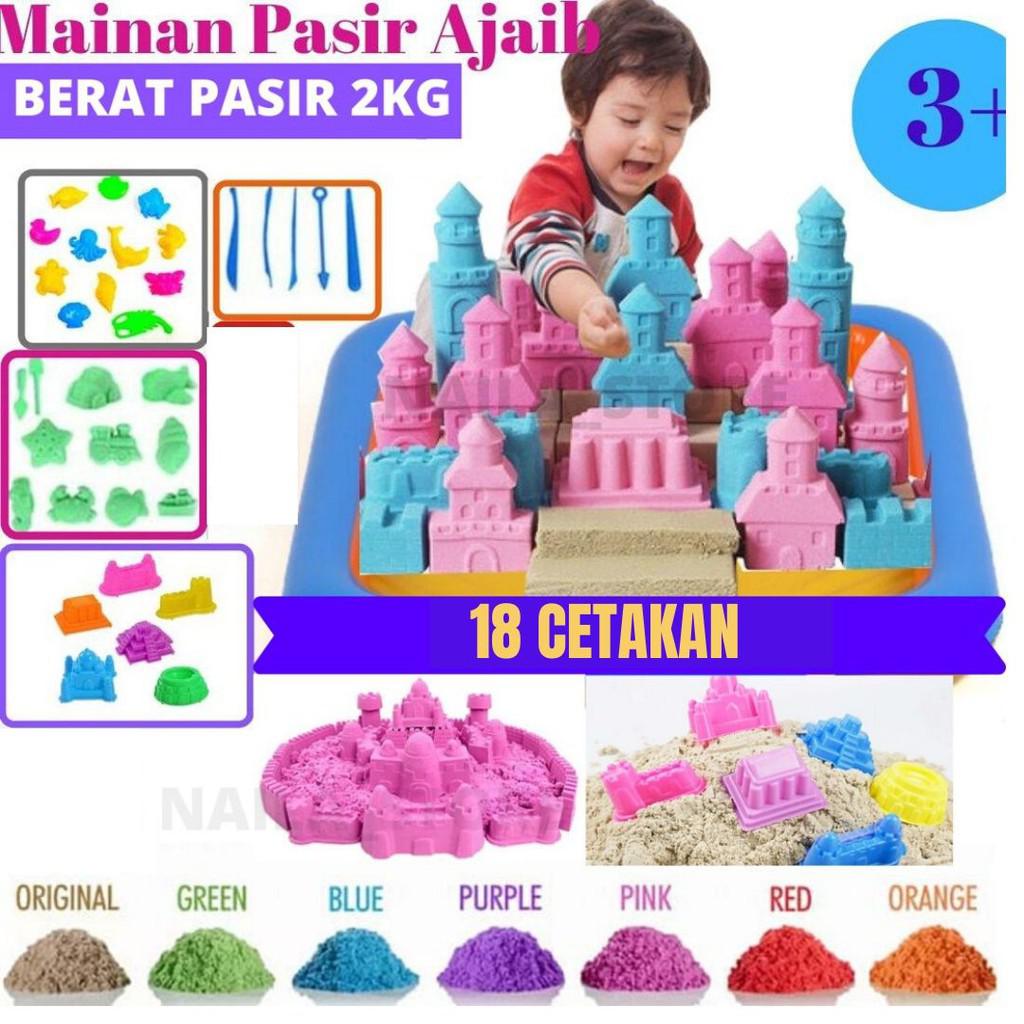 Mainan Pasir Ajaib
BERAT PASIR 2KG
3+
18 CETAKAN
ORIGINAL
GREEN
BLUE
PURPLE
PINK
RED
ORANGE